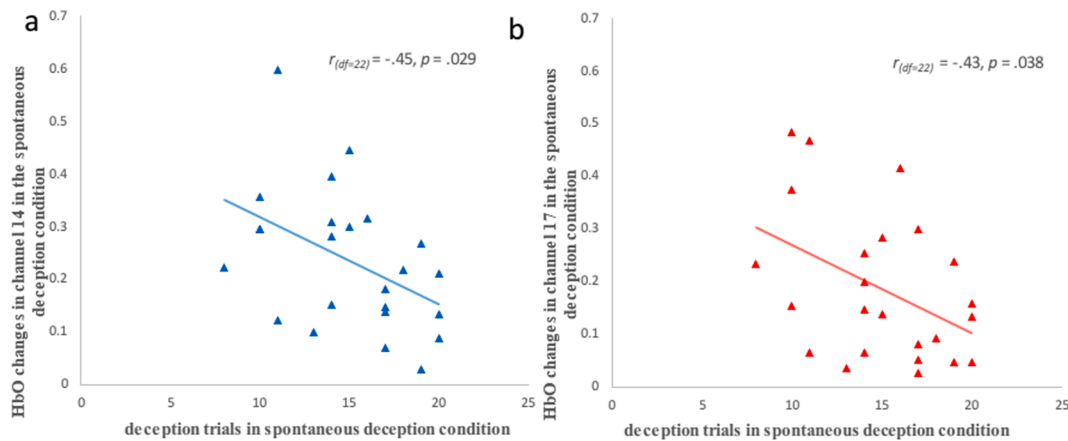 a
0.7
0.6
0.5
0.4
0.3
0.2
0.1
0
0
5
10
15
20
25
r(df=22) = -.45, p = .029
HbO changes in channel 14 in the spontaneous
deception condition
deception trials in spontaneous deception condition
b
0.7
0.6
0.5
0.4
0.3
0.2
0.1
0
0
5
10
15
20
25
r(df=22) = -.43, p = .038
HbO changes in channel 17 in the spontaneous
deception condition
deception trials in spontaneous deception condition